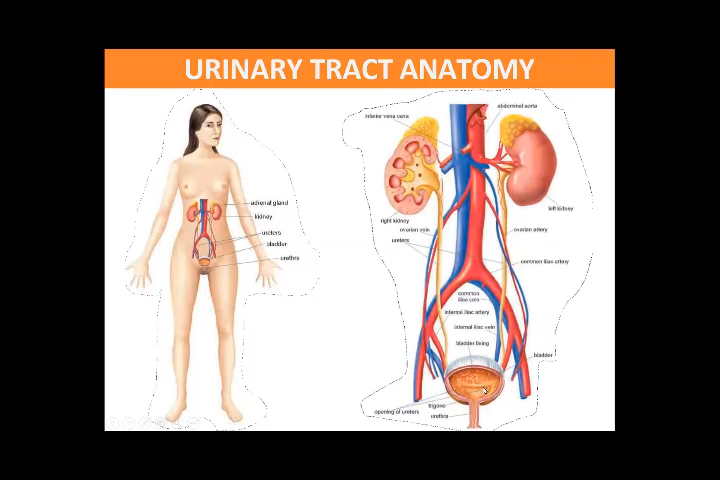 URINARY TRACT ANATOMY
adrenal gland
kidney
ureters
bladder
urethra
abdominal aorta
inferior vena cava
left kidney
right kidney
ovarian vein
ovarian artery
ureters
common iliac artery
common
iliac vein
internal iliac artery
internal iliac vein
bladder lining
bladder
trigone
opening of ureters
urethra